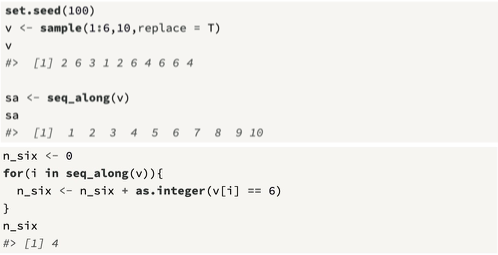 set.seed(100)
v <- sample(1:6,10,replace = T)
v
#>  [1] 2 6 3 1 2 6 4 6 6 4
sa <- seq_along(v)
sa
#>  [1]  1  2  3  4  5  6  7  8  9 10
n_six <- 0
for(i in seq_along(v)){
  n_six <- n_six + as.integer(v[i] == 6)
}
n_six
#> [1] 4